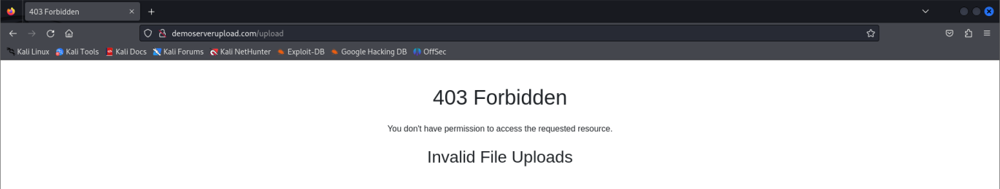 403 Forbidden
demoserverupload.com/upload
Kali Linux Kali Tools Kali Docs Kali Forums Kali NetHunter Exploit-DB Google Hacking DB OffSec
403 Forbidden
You don't have permission to access the requested resource.
Invalid File Uploads